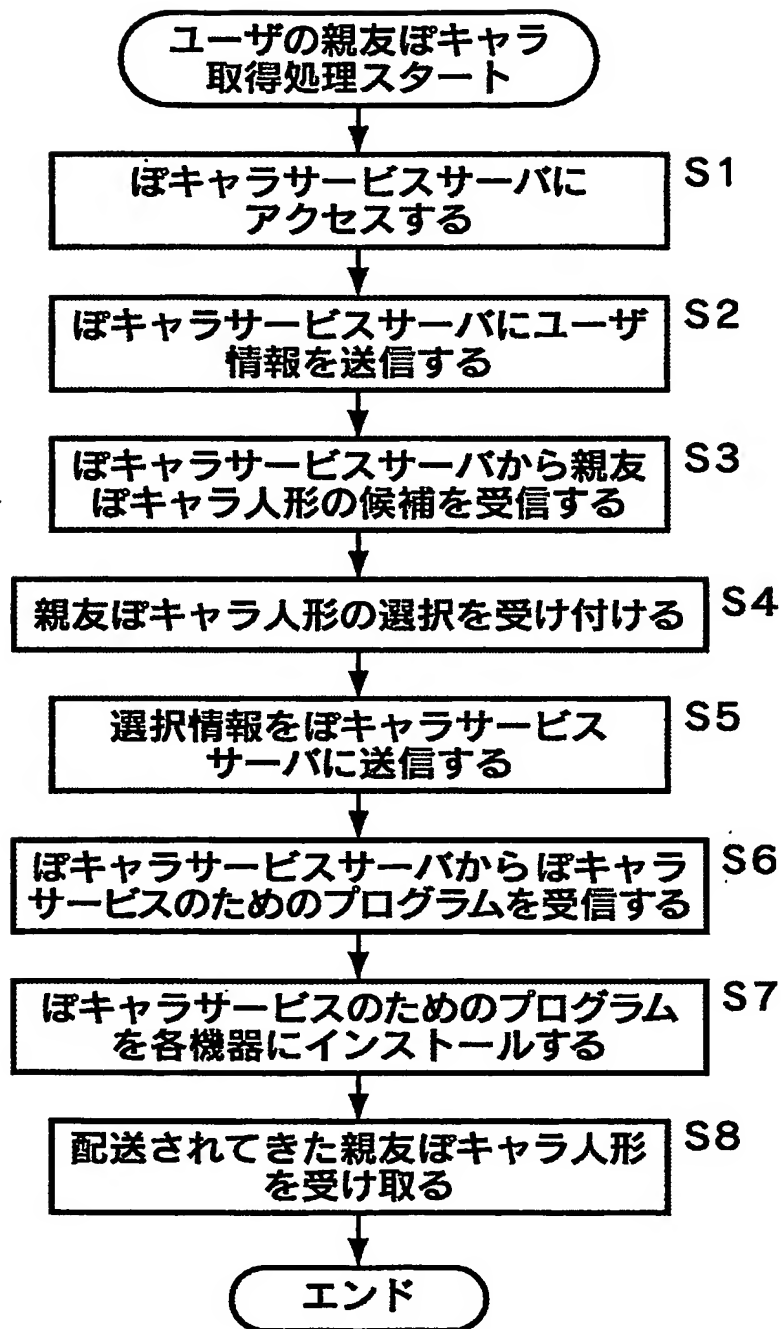 ユーザの親友ぽキャラ
取得処理スタート
ぽキャラサービスサーバに
アクセスする
S1
ぽキャラサービスサーバにユーザ
情報を送信する
S2
ぽキャラサービスサーバから親友
ぽキャラ人形の候補を受信する
S3
親友ぽキャラ人形の選択を受け付ける
S4
選択情報をぽキャラサービス
サーバに送信する
S5
ぽキャラサービスサーバからぽキャラ
サービスのためのプログラムを受信する
S6
ぽキャラサービスのためのプログラム
を各機器にインストールする
S7
配送されてきた親友ぽキャラ人形
を受け取る
S8
エンド